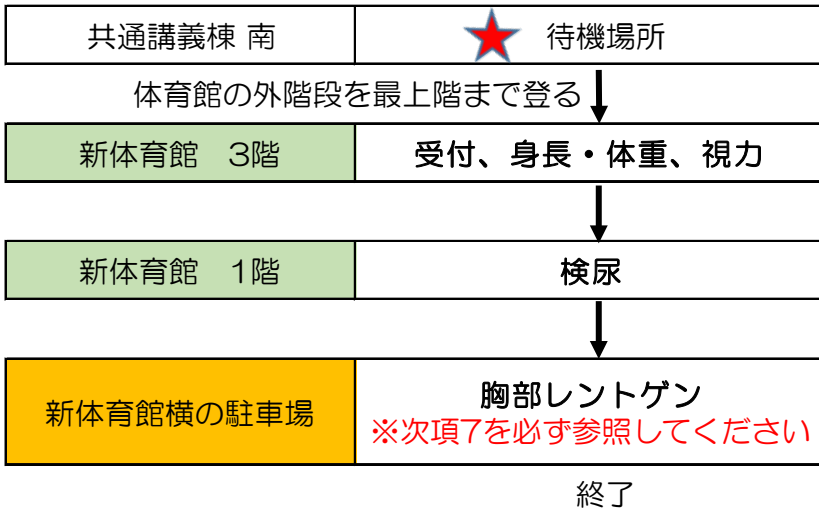 共通講義棟 南 待機場所
体育館の外階段を最上階まで登る
新体育館　3階 受付、身長・体重、視力
新体育館　1階 検尿
新体育館横の駐車場 胸部レントゲン
※次項7を必ず参照してください
終了